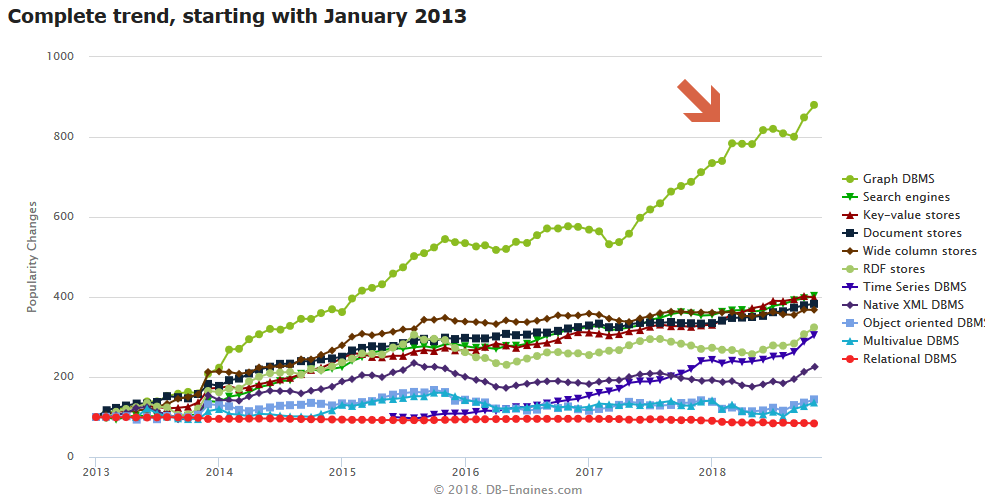 Complete trend, starting with January 2013
1000
800
600
400
200
0
Popularity Changes
2013 2014 2015 2016 2017 2018
Graph DBMS
Search engines
Key-value stores
Document stores
Wide column stores
RDF stores
Time Series DBMS
Native XML DBMS
Object oriented DBMS
Multivalue DBMS
Relational DBMS
© 2018, DB-Engines.com